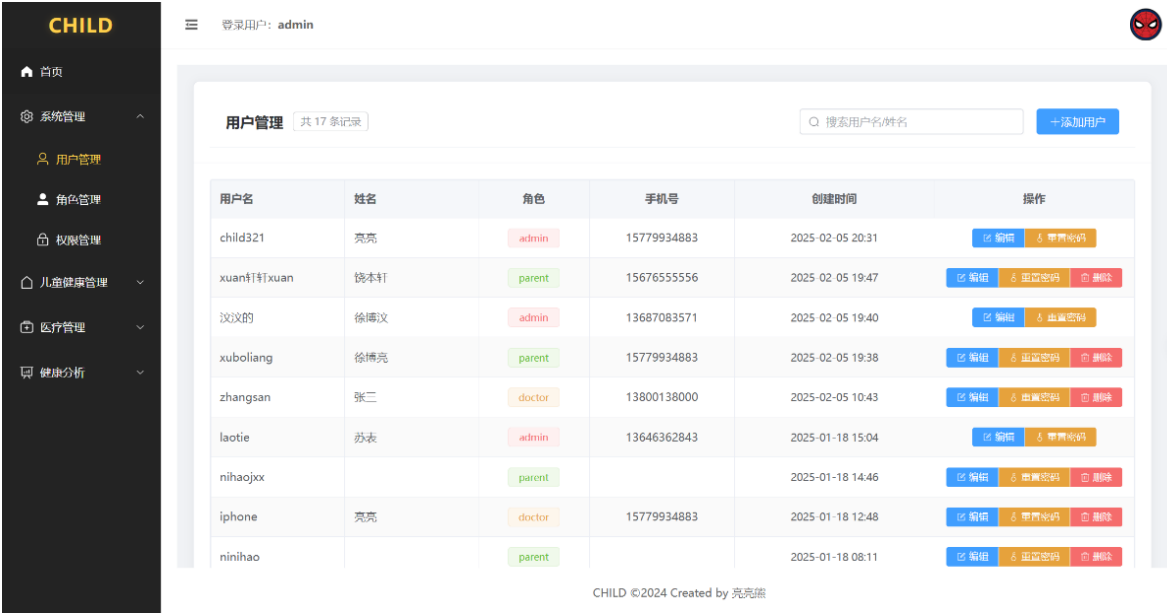 CHILD
登录用户：admin
首页
系统管理
用户管理
角色管理
权限管理
儿童健康管理
医疗管理
健康分析
用户管理 共 17 条记录 搜索用户名/姓名 +添加用户
用户名 姓名 角色 手机号 创建时间 操作
child321 亮亮 admin 15779934883 2025-02-05 20:31 编辑 重置密码
xuan轩轩xuan 饶本轩 parent 15676555556 2025-02-05 19:47 编辑 重置密码 删除
汶汶的 徐博汶 admin 13687083571 2025-02-05 19:40 编辑 重置密码
xuboliang 徐博亮 parent 15779934883 2025-02-05 19:38 编辑 重置密码 删除
zhangsan 张三 doctor 13800138000 2025-02-05 10:43 编辑 重置密码 删除
laotie 苏表 admin 13646362843 2025-01-18 15:04 编辑 重置密码
nihaojxx parent 2025-01-18 14:46 编辑 重置密码 删除
iphone 亮亮 doctor 15779934883 2025-01-18 12:48 编辑 重置密码 删除
ninihao parent 2025-01-18 08:11 编辑 重置密码 删除
CHILD ©2024 Created by 亮亮熊